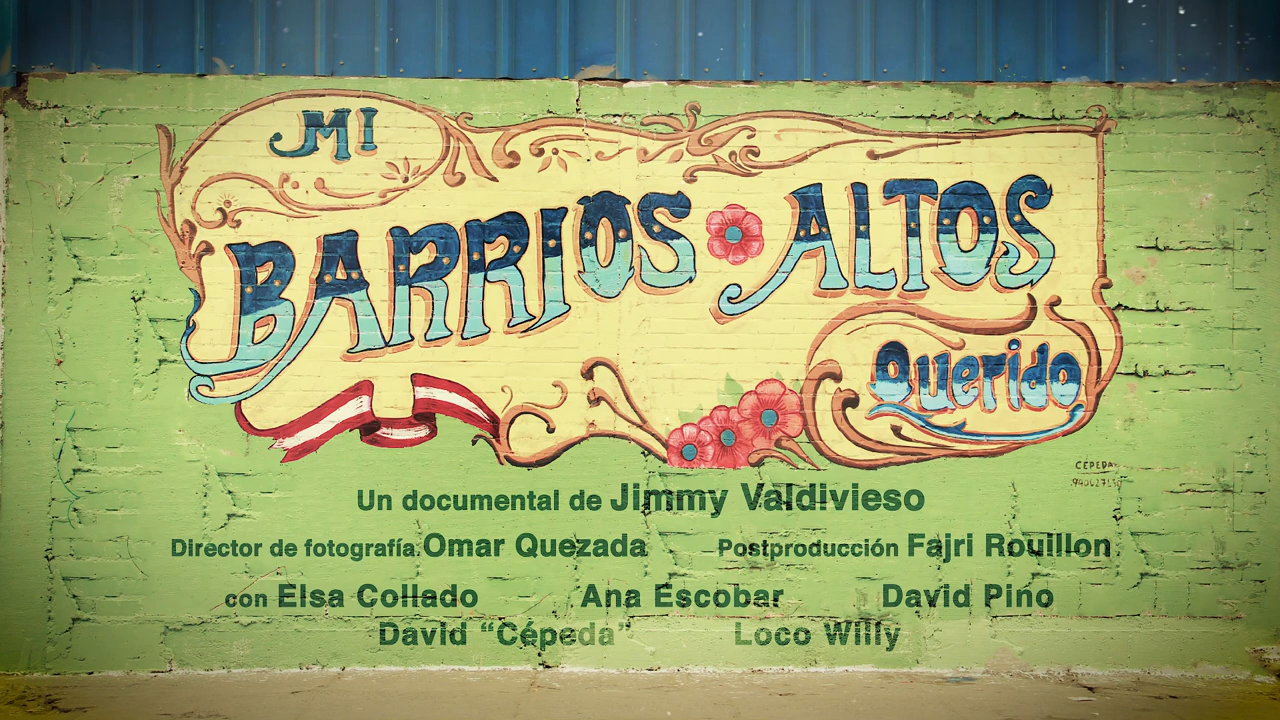 MI
BARRIOS ALTOS
Querido
CEPEDA
Un documental de Jimmy Valdivieso
Director de fotografía Omar Quezada Postproducción Fajri Rouillon
con Elsa Collado Ana Escobar David Pino
David "Cépeda" Loco Willy